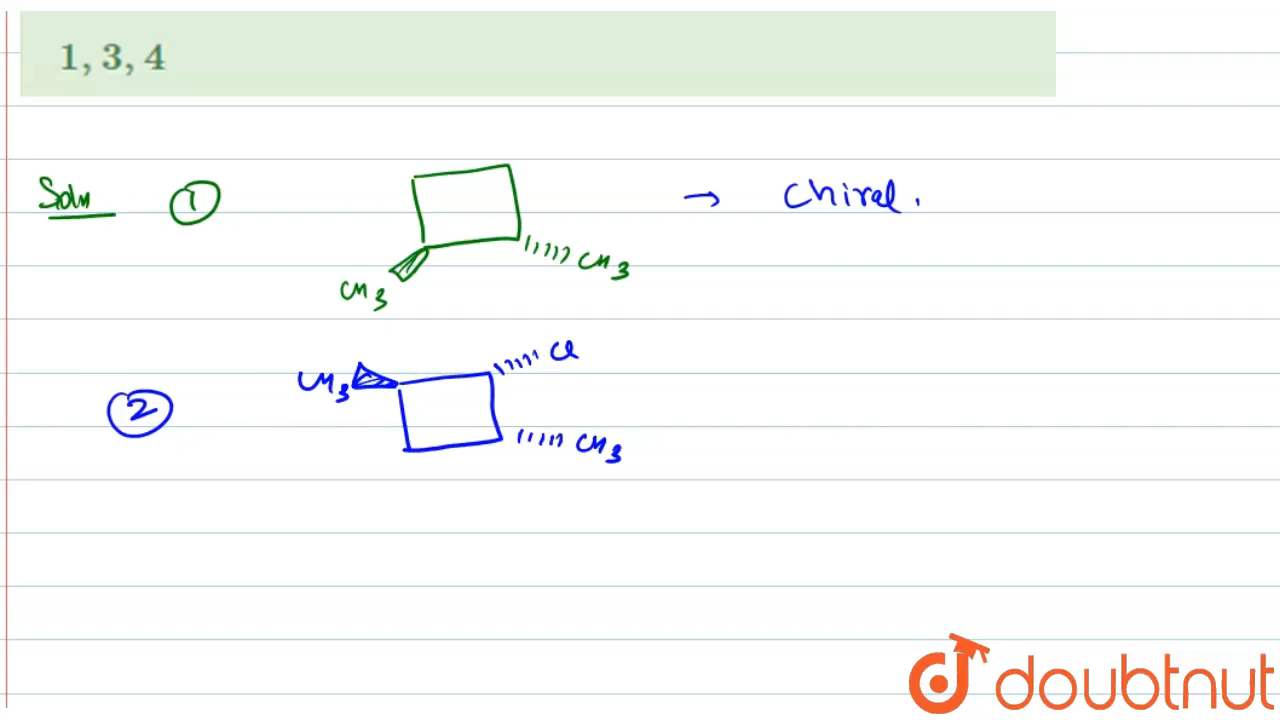 1, 3, 4
Soln ① → Chiral.
CH3
CH3
② CH3 Cl
CH3
doubtnut